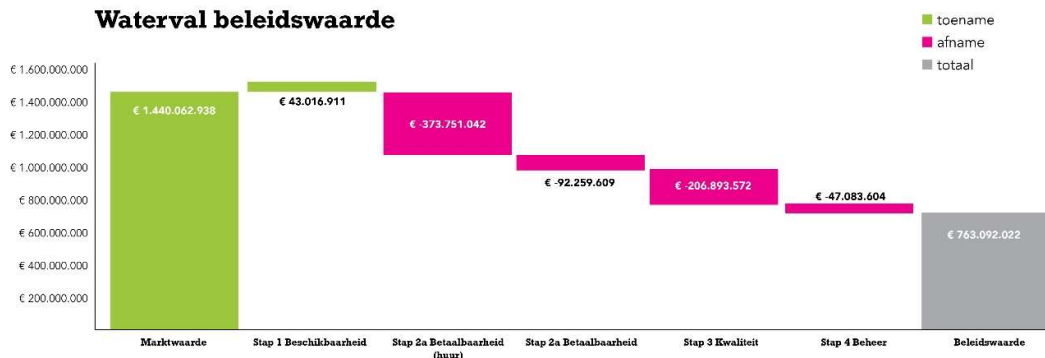 Waterval beleidswaarde
toename
afname
totaal
€ 1.600.000.000
€ 1.400.000.000
€ 1.200.000.000
€ 1.000.000.000
€ 800.000.000
€ 600.000.000
€ 400.000.000
€ 200.000.000
€ 1.440.062.938
€ 43.016.911
€ -373.751.042
€ -92.259.609
€ -206.893.572
€ -47.083.604
€ 763.092.022
Marktwaarde
Stap 1 Beschikbaarheid
Stap 2a Betaalbaarheid
(huur)
Stap 2a Betaalbaarheid
Stap 3 Kwaliteit
Stap 4 Beheer
Beleidswaarde